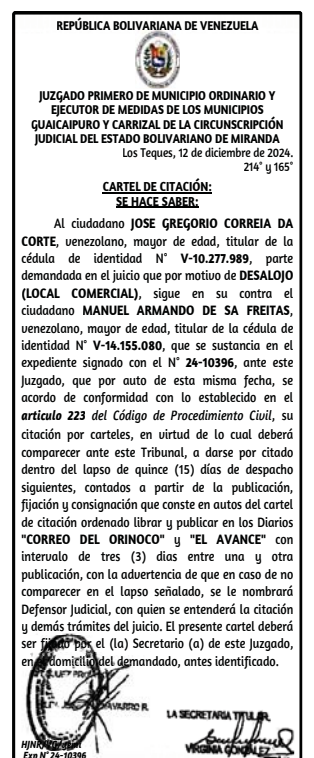 REPÚBLICA BOLIVARIANA DE VENEZUELA
JUZGADO PRIMERO DE MUNICIPIO ORDINARIO Y
EJECUTOR DE MEDIDAS DE LOS MUNICIPIOS
GUAICAIPURO Y CARRIZAL DE LA CIRCUNSCRIPCIÓN
JUDICIAL DEL ESTADO BOLIVARIANO DE MIRANDA
Los Teques, 12 de diciembre de 2024.
214° y 165°
CARTEL DE CITACIÓN:
SE HACE SABER:
Al ciudadano JOSE GREGORIO CORREIA DA
CORTE, venezolano, mayor de edad, titular de la
cédula de identidad N° V-10.277.989, parte
demandada en el juicio que por motivo de DESALOJO
(LOCAL COMERCIAL), sigue en su contra el
ciudadano MANUEL ARMANDO DE SA FREITAS,
venezolano, mayor de edad, titular de la cédula de
identidad N° V-14.155.080, que se sustancia en el
expediente signado con el N° 24-10396, ante este
Juzgado, que por auto de esta misma fecha, se
acordo de conformidad con lo establecido en el
articulo 223 del Código de Procedimiento Civil, su
citación por carteles, en virtud de lo cual deberá
comparecer ante este Tribunal, a darse por citado
dentro del lapso de quince (15) días de despacho
siguientes, contados a partir de la publicación,
fijación y consignación que conste en autos del cartel
de citación ordenado librar y publicar en los Diarios
"CORREO DEL ORINOCO" y "EL AVANCE" con
intervalo de tres (3) dias entre una y otra
publicación, con la advertencia de que en caso de no
comparecer en el lapso señalado, se le nombrará
Defensor Judicial, con quien se entenderá la citación
y demás trámites del juicio. El presente cartel deberá
ser fijado por el (la) Secretario (a) de este Juzgado,
en el domicilio del demandado, antes identificado.
NAVARRO R.
LA SECRETARIA TITULAR,
VIRGINIA GONZALEZ
Exp N° 24-10396